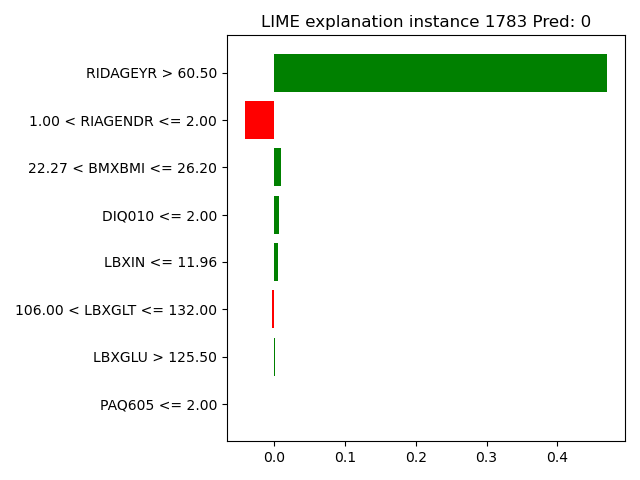 LIME explanation instance 1783 Pred: 0
RIDAGEYR > 60.50
1.00 < RIAGENDR <= 2.00
22.27 < BMXBMI <= 26.20
DIQ010 <= 2.00
LBXIN <= 11.96
106.00 < LBXGLT <= 132.00
LBXGLU > 125.50
PAQ605 <= 2.00
0.0 0.1 0.2 0.3 0.4